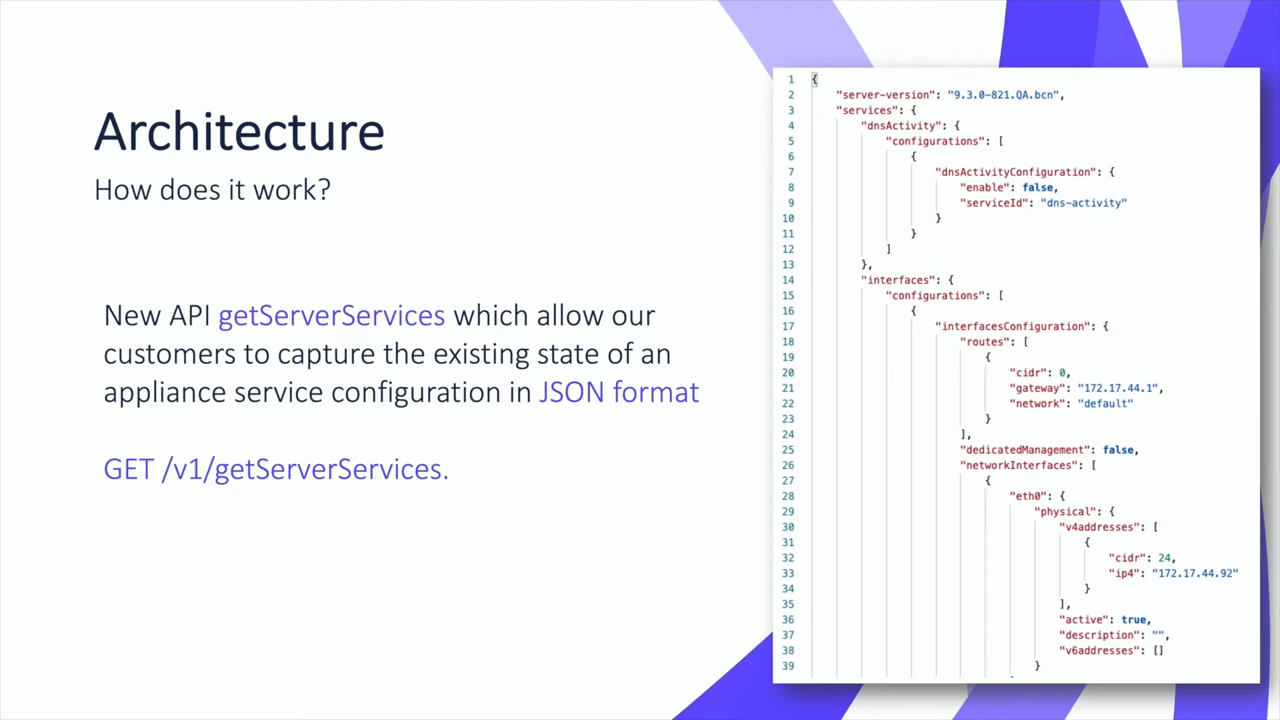 Architecture
How does it work?
New API getServerServices which allow our
customers to capture the existing state of an
appliance service configuration in JSON format
GET /v1/getServerServices.
1 {
2 "server-version": "9.3.0-821.QA.bcn",
3 "services": {
4 "dnsActivity": {
5 "configurations": [
6 {
7 "dnsActivityConfiguration": {
8 "enable": false,
9 "serviceId": "dns-activity"
10 }
11 }
12 ]
13 },
14 "interfaces": {
15 "configurations": [
16 {
17 "interfacesConfiguration": {
18 "routes": [
19 {
20 "cidr": 0,
21 "gateway": "172.17.44.1",
22 "network": "default"
23 }
24 ],
25 "dedicatedManagement": false,
26 "networkInterfaces": [
27 {
28 "eth0": {
29 "physical": {
30 "v4addresses": [
31 {
32 "cidr": 24,
33 "ip4": "172.17.44.92"
34 }
35 ],
36 "active": true,
37 "description": "",
38 "v6addresses": []
39 }